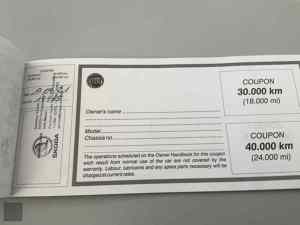 COUPON
30.000 km
(18.000 mi)
Owner's name
Model
Chassis no.
COUPON
40.000 km
(24.000 mi)
The operations scheduled on the Owner Handbook for this coupon
wich result from normal use of the car are not covered by the
warranty. Labour, lubricants and any spare parts necessary will be
charged at current rates.